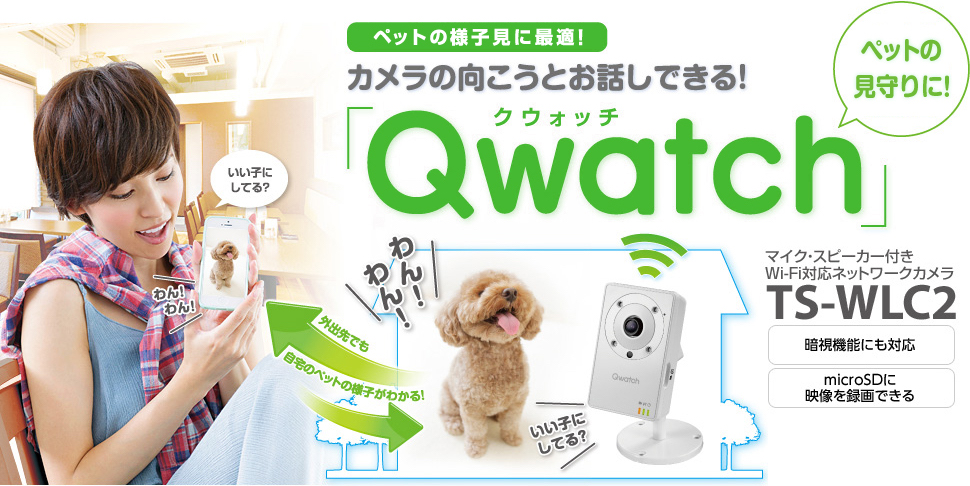 ペットの様子見に最適!
カメラの向こうとお話しできる!
ペットの
見守りに!
クウォッチ
「Qwatch」
いい子に
してる?
わん!
わん!
わん!
わん!
外出先でも
自宅のペットの様子がわかる!
Qwatch
いい子に
してる?
マイク・スピーカー付き
Wi-Fi対応ネットワークカメラ
TS-WLC2
暗視機能にも対応
microSDに
映像を録画できる